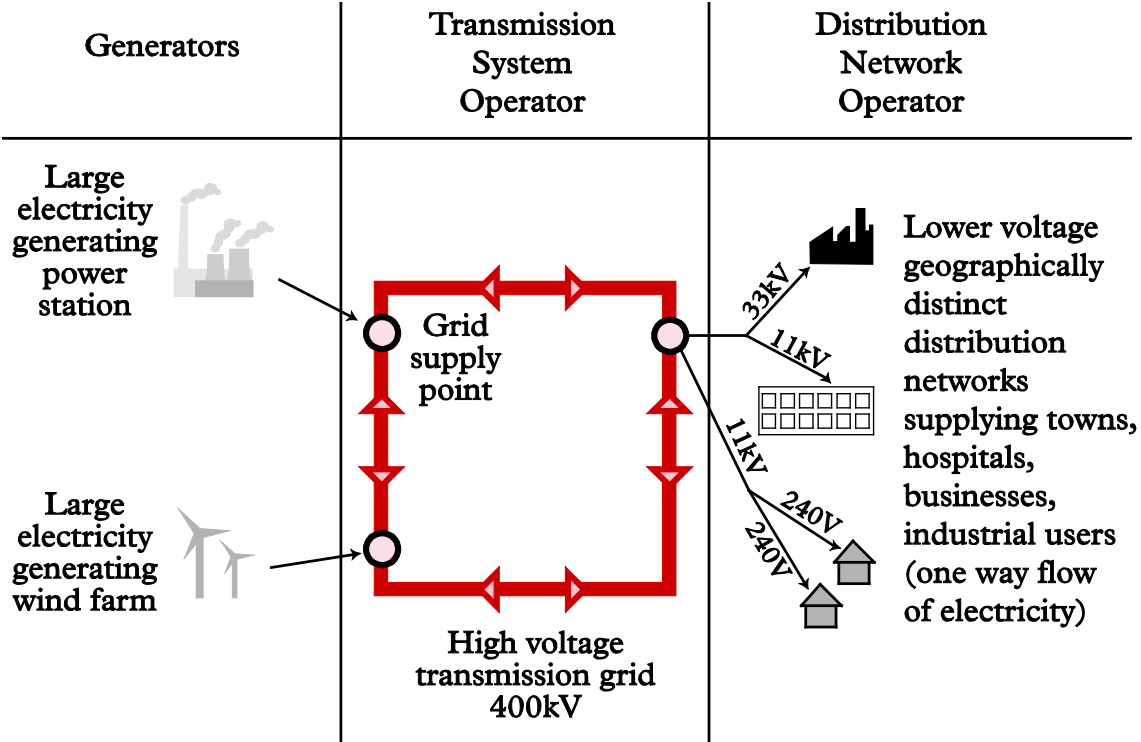 Generators
Transmission
System
Operator
Distribution
Network
Operator
Large
electricity
generating
power
station
Large
electricity
generating
wind farm
Grid
supply
point
High voltage
transmission grid
400kV
33kV
11kV
11kV
240V
240V
Lower voltage
geographically
distinct
distribution
networks
supplying towns,
hospitals,
businesses,
industrial users
(one way flow
of electricity)